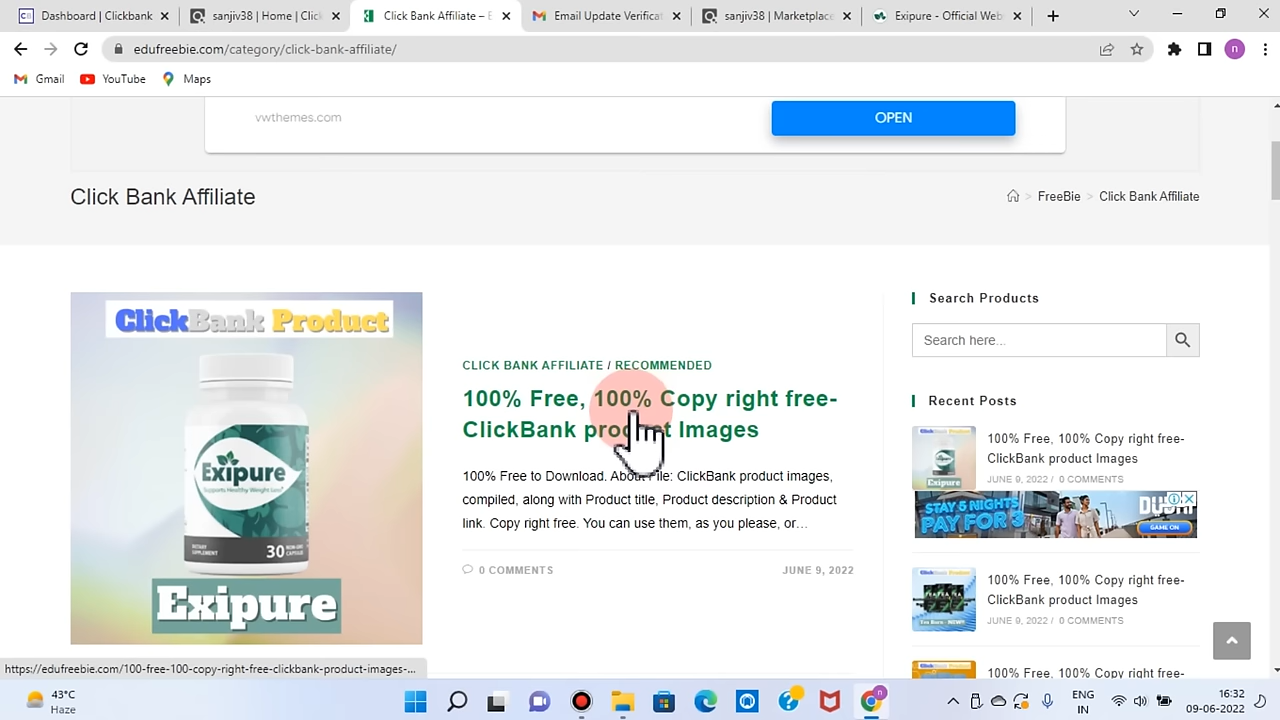 Dashboard | Clickbank
sanjiv38 | Home | Clic
Click Bank Affiliate – E
Email Update Verificat
sanjiv38 | Marketplace
Exipure - Official Web
edufreebie.com/category/click-bank-affiliate/
n
Gmail
YouTube
Maps
vwthemes.com
OPEN
Click Bank Affiliate
FreeBie > Click Bank Affiliate
ClickBank Product
Exipure
Supports Healthy Weight Loss
DIETARY
SUPPLEMENT
30
Exipure
CLICK BANK AFFILIATE / RECOMMENDED
100% Free, 100% Copy right free-
ClickBank product Images
100% Free to Download. About File: ClickBank product images,
compiled, along with Product title, Product description & Product
link. Copy right free. You can use them, as you please, or…
0 COMMENTS
JUNE 9, 2022
Search Products
Search here...
Recent Posts
100% Free, 100% Copy right free-
ClickBank product Images
JUNE 9, 2022 / 0 COMMENTS
Exipure
STAY 5 NIGHTS
PAY FOR 3
GAME ON
100% Free, 100% Copy right free-
ClickBank product Images
JUNE 9, 2022 / 0 COMMENTS
100% Free, 100% Copy right free-
https://edufreebie.com/100-free-100-copy-right-free-clickbank-product-images-...
43°C
Haze
ENG
IN
16:32
09-06-2022